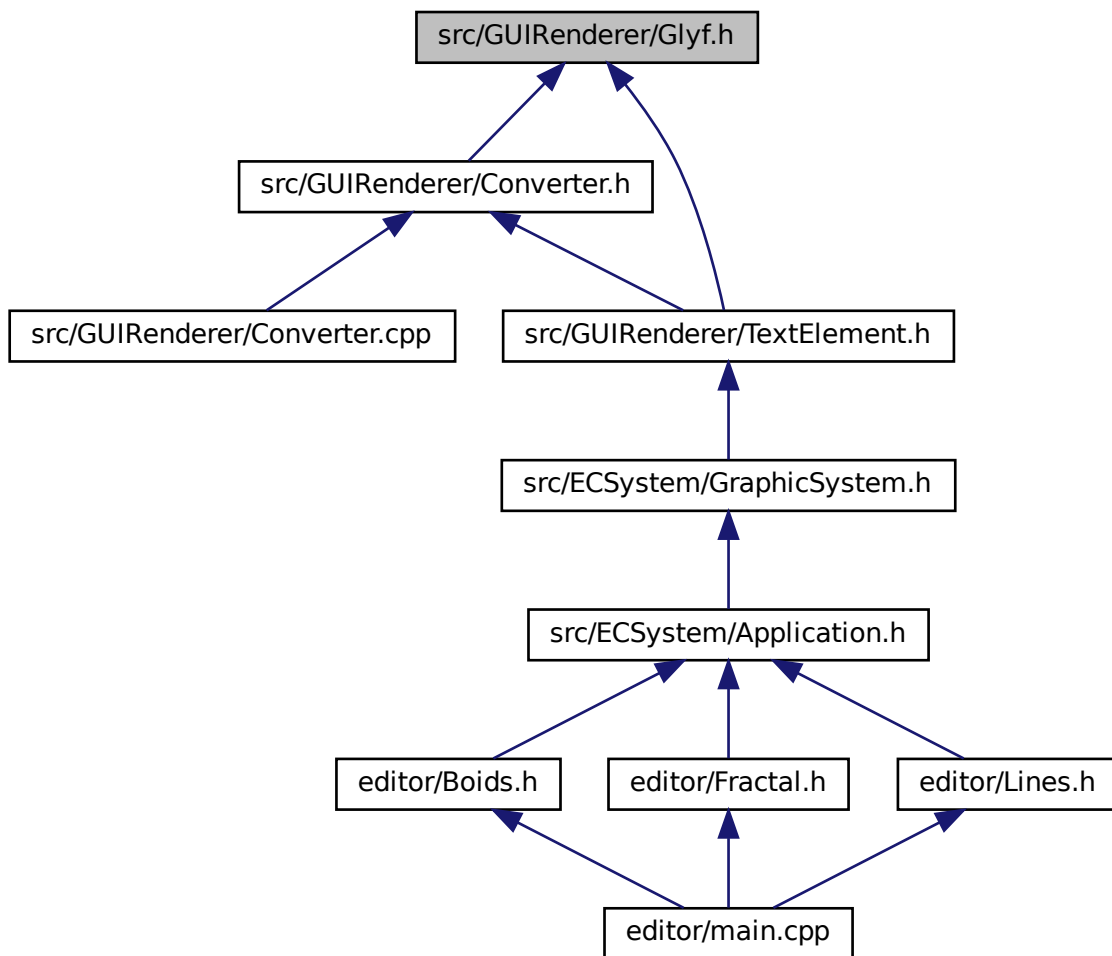 src/GUIRenderer/Glyf.h
src/GUIRenderer/Converter.h
src/GUIRenderer/Converter.cpp
src/GUIRenderer/TextElement.h
src/ECSystem/GraphicSystem.h
src/ECSystem/Application.h
editor/Boids.h
editor/Fractal.h
editor/Lines.h
editor/main.cpp